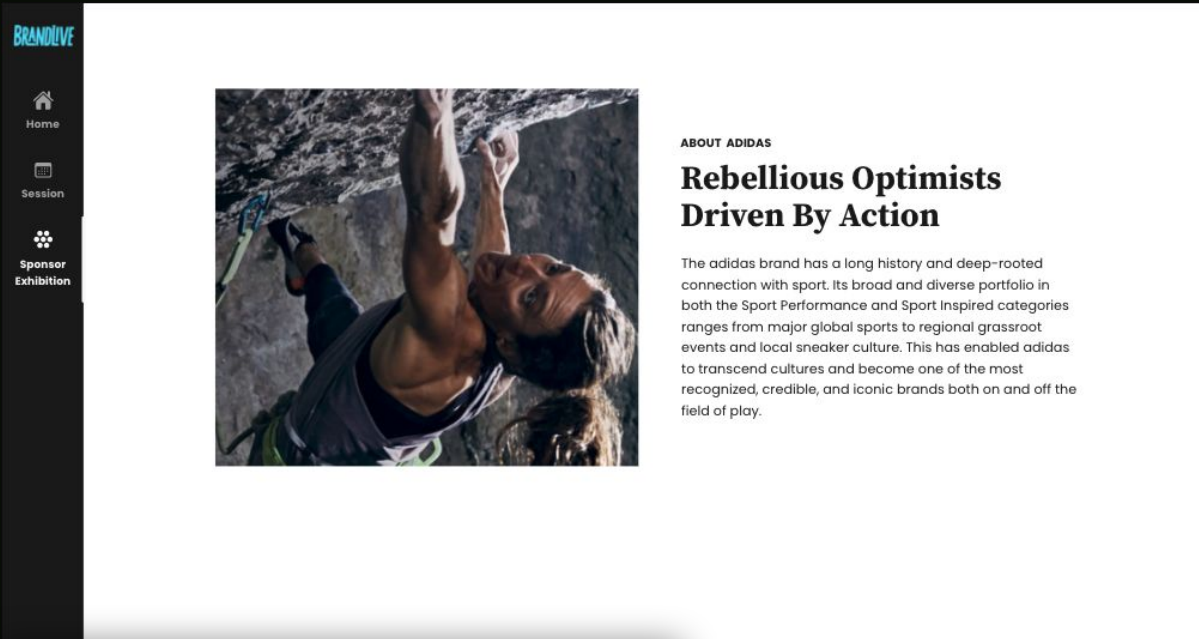 BRANDLIVE
Home
Session
Sponsor
Exhibition
ABOUT ADIDAS
Rebellious Optimists
Driven By Action
The adidas brand has a long history and deep-rooted
connection with sport. Its broad and diverse portfolio in
both the Sport Performance and Sport Inspired categories
ranges from major global sports to regional grassroot
events and local sneaker culture. This has enabled adidas
to transcend cultures and become one of the most
recognized, credible, and iconic brands both on and off the
field of play.